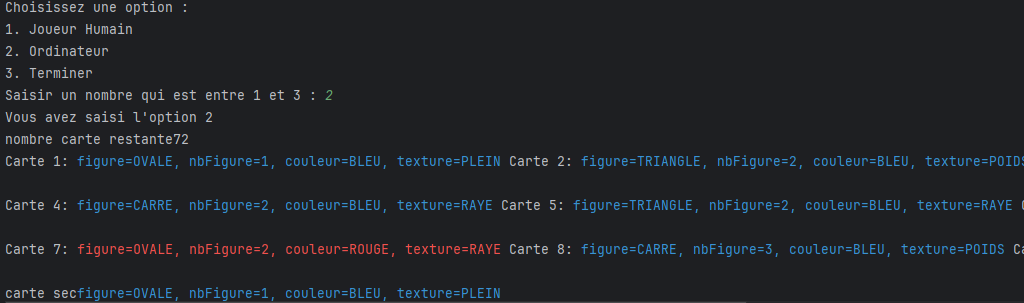 Choisissez une option :
1. Joueur Humain
2. Ordinateur
3. Terminer
Saisir un nombre qui est entre 1 et 3 : 2
Vous avez saisi l'option 2
nombre carte restante72
Carte 1: figure=OVALE, nbFigure=1, couleur=BLEU, texture=PLEIN Carte 2: figure=TRIANGLE, nbFigure=2, couleur=BLEU, texture=POIDS
Carte 4: figure=CARRE, nbFigure=2, couleur=BLEU, texture=RAYE Carte 5: figure=TRIANGLE, nbFigure=2, couleur=BLEU, texture=RAYE
Carte 7: figure=OVALE, nbFigure=2, couleur=ROUGE, texture=RAYE Carte 8: figure=CARRE, nbFigure=3, couleur=BLEU, texture=POIDS
carte secfigure=OVALE, nbFigure=1, couleur=BLEU, texture=PLEIN